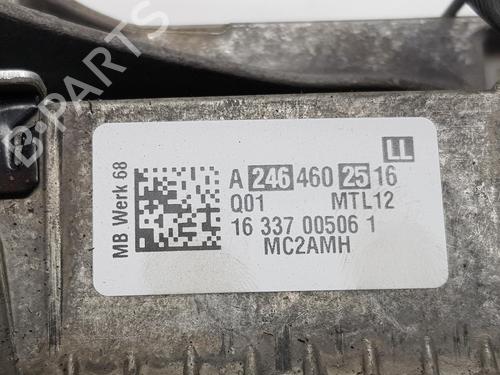 B-PARTS
MB Werk 68
LL
A 246 460 25 16
Q01 MTL12
16 337 00506 1
MC2AMH